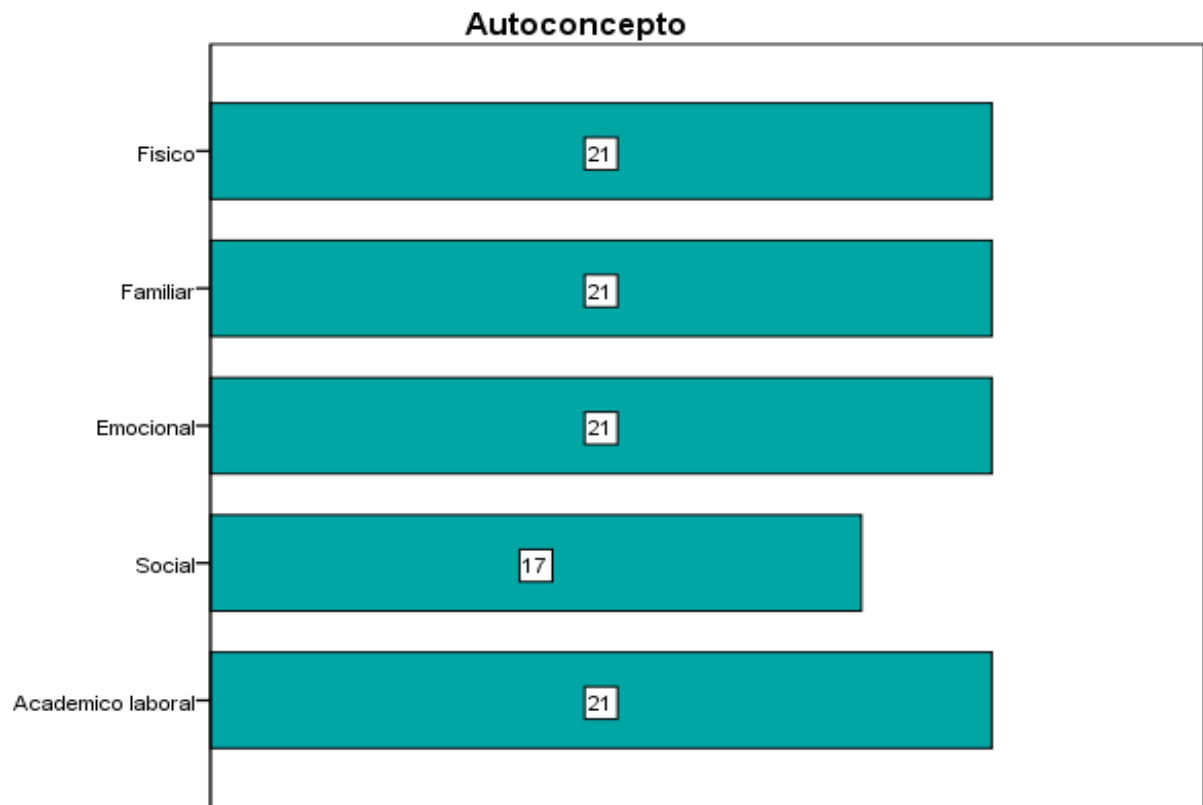 Autoconcepto
Fisico 21
Familiar 21
Emocional 21
Social 17
Academico laboral 21